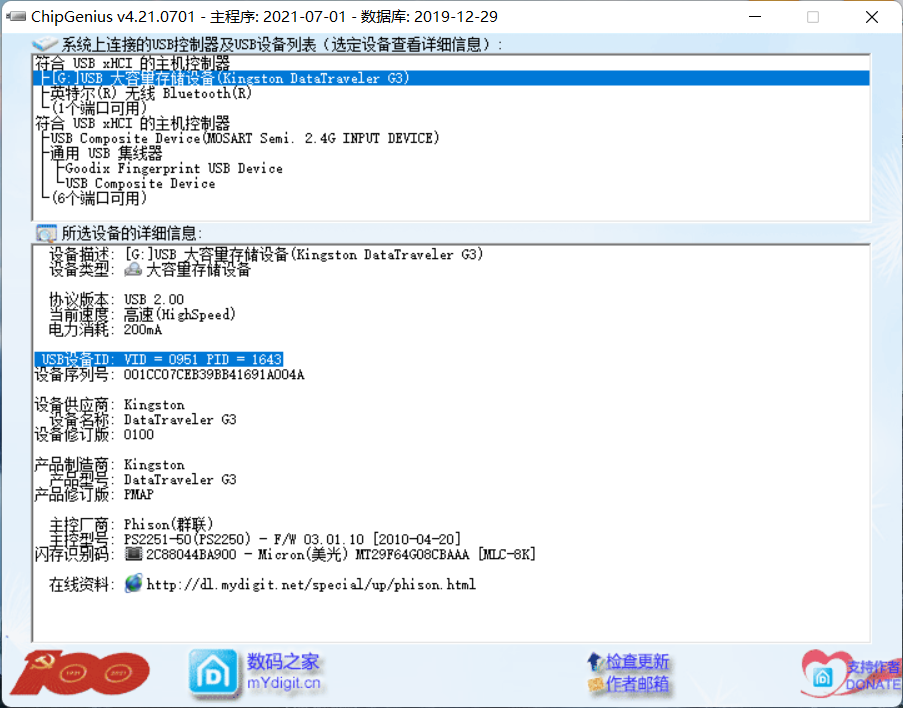 ChipGenius v4.21.0701 - 主程序: 2021-07-01 - 数据库: 2019-12-29
系统上连接的USB控制器及USB设备列表（选定设备查看详细信息）:
符合 USB xHCI 的主机控制器
[G:]USB 大容量存储设备(Kingston DataTraveler G3)
英特尔(R) 无线 Bluetooth(R)
(1个端口可用)
符合 USB xHCI 的主机控制器
USB Composite Device(MOSART Semi. 2.4G INPUT DEVICE)
通用 USB 集线器
Goodix Fingerprint USB Device
USB Composite Device
(6个端口可用)
所选设备的详细信息:
设备描述: [G:]USB 大容量存储设备(Kingston DataTraveler G3)
设备类型: 大容量存储设备
协议版本: USB 2.00
当前速度: 高速(HighSpeed)
电力消耗: 200mA
USB设备ID: VID = 0951 PID = 1643
设备序列号: 001CC07CEB39BB41691A004A
设备供应商: Kingston
设备名称: DataTraveler G3
设备修订版: 0100
产品制造商: Kingston
产品型号: DataTraveler G3
产品修订版: PMAP
主控厂商: Phison(群联)
主控型号: PS2251-50(PS2250) - F/W 03.01.10 [2010-04-20]
闪存识别码: 2C88044BA900 - Micron(美光) MT29F64G08CBAAA [MLC-8K]
在线资料: http://dl.mydigit.net/special/up/phison.html
100
1921 2021
数码之家
mYdigit.cn
检查更新
作者邮箱
支持作者
DONATE